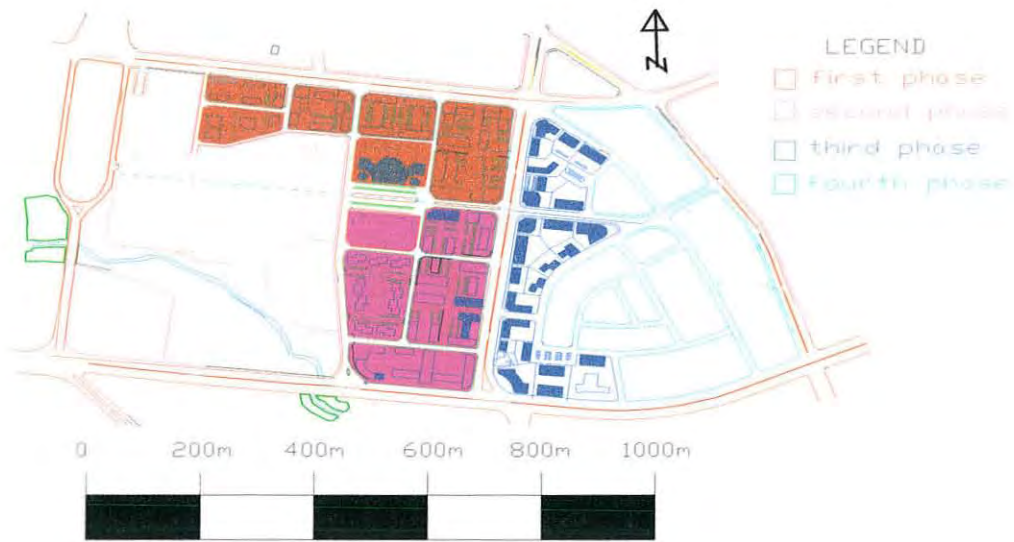 N
LEGEND
first phase
second phase
third phase
fourth phase
0 200m 400m 600m 800m 1000m